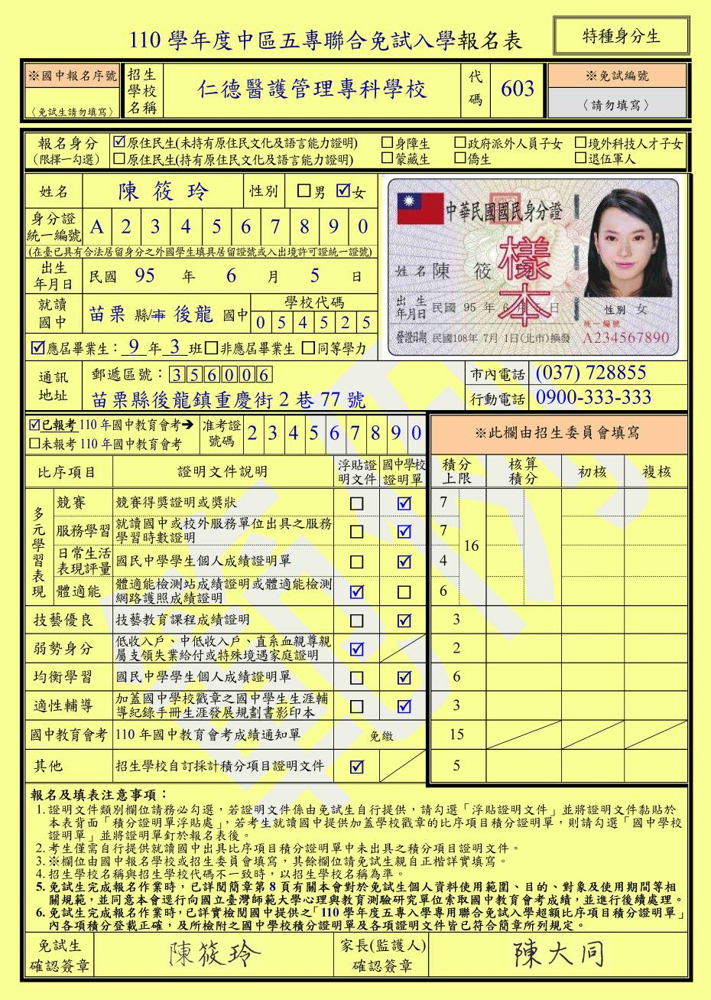 110 學年度中區五專聯合免試入學報名表
特種身分生
※國中報名序號
〈免試生請勿填寫〉
招生
學校
名稱
仁德醫護管理專科學校
代
碼
603
※免試編號
〈請勿填寫〉
報名身分
(限擇一勾選)
☑原住民生(未持有原住民文化及語言能力證明) □身障生 □政府派外人員子女 □境外科技人才子女
□原住民生(持有原住民文化及語言能力證明) □蒙藏生 □僑生 □退伍軍人
姓名 陳筱玲 性別 □男 ☑女
身分證
統一編號
A 2 3 4 5 6 7 8 9 0
(在臺已具有合法居留身分之外國學生填具居留證號或入出境許可證統一證號)
出生
年月日
民國 95 年 6 月 5 日
就讀
國中
苗栗 縣/市 後龍 國中
學校代碼
0 5 4 5 2 5
☑應屆畢業生：9 年 3 班□非應屆畢業生 □同等學力
中華民國國民身分證
樣本
姓名 陳 筱
出生
年月日
民國 95 年 6 月 5 日
性別 女
發證日期 民國108年 7月 1日(北市)換發
統一編號
A234567890
通訊
地址
郵遞區號：356006
苗栗縣後龍鎮重慶街 2 巷 77 號
市內電話 (037) 728855
行動電話 0900-333-333
☑已報考 110 年國中教育會考➔
□未報考 110 年國中教育會考
准考證
號碼
2 3 4 5 6 7 8 9 0
※此欄由招生委員會填寫
比序項目
證明文件說明
浮貼證
明文件
國中學校
證明單
積分
上限
核算
積分
初核
複核
多元學習表現
競賽 競賽得獎證明或獎狀 □ ☑ 7
服務學習
就讀國中或校外服務單位出具之服務
學習時數證明
□ ☑ 7
16
日常生活
表現評量
國民中學學生個人成績證明單 □ ☑ 4
體適能
體適能檢測站成績證明或體適能檢測
網路護照成績證明
☑ □ 6
技藝優良 技藝教育課程成績證明 □ ☑ 3
弱勢身分
低收入戶、中低收入戶、直系血親尊親
屬支領失業給付或特殊境遇家庭證明
☑ 2
均衡學習 國民中學學生個人成績證明單 □ ☑ 6
適性輔導
加蓋國中學校戳章之國中學生生涯輔
導紀錄手冊生涯發展規劃書影印本
□ ☑ 3
國中教育會考 110 年國中教育會考成績通知單 免繳 15
其他 招生學校自訂採計積分項目證明文件 ☑ 5
報名及填表注意事項：
1. 證明文件類別欄位請務必勾選，若證明文件係由免試生自行提供，請勾選「浮貼證明文件」並將證明文件黏貼於
本表背面「積分證明單浮貼處」，若考生就讀國中提供加蓋學校戳章的比序項目積分證明單，則請勾選「國中學校
證明單」並將證明單釘於報名表後。
2. 考生僅需自行提供就讀國中出具比序項目積分證明單中未出具之積分項目證明文件。
3. ※欄位由國中報名學校或招生委員會填寫，其餘欄位請免試生親自正楷詳實填寫。
4. 招生學校名稱與招生學校代碼不一致時，以招生學校名稱為準。
5. 免試生完成報名作業時，已詳閱簡章第 8 頁有關本會對於免試生個人資料使用範圍、目的、對象及使用期間等相
關規範，並同意本會逕行向國立臺灣師範大學心理與教育測驗研究單位索取國中教育會考成績，並進行後續處理。
6. 免試生完成報名作業時，已詳實檢閱國中提供之「110 學年度五專入學專用聯合免試入學超額比序項目積分證明單」
內各項積分登載正確，及所檢附之國中學校積分證明單及各項證明文件皆已符合簡章所列規定。
免試生
確認簽章
陳筱玲
家長(監護人)
確認簽章
陳大同